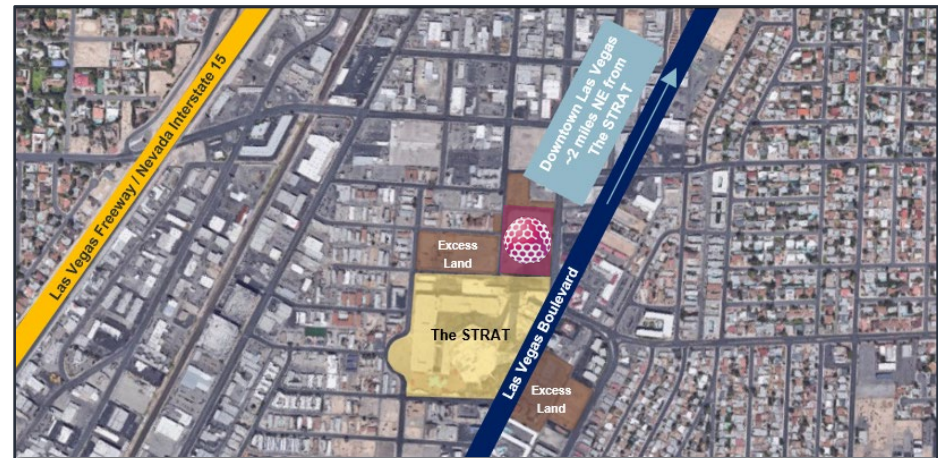 Las Vegas Freeway / Nevada Interstate 15
Downtown Las Vegas
~2 miles NE from
The STRAT
Excess
Land
The STRAT
Las Vegas Boulevard
Excess
Land